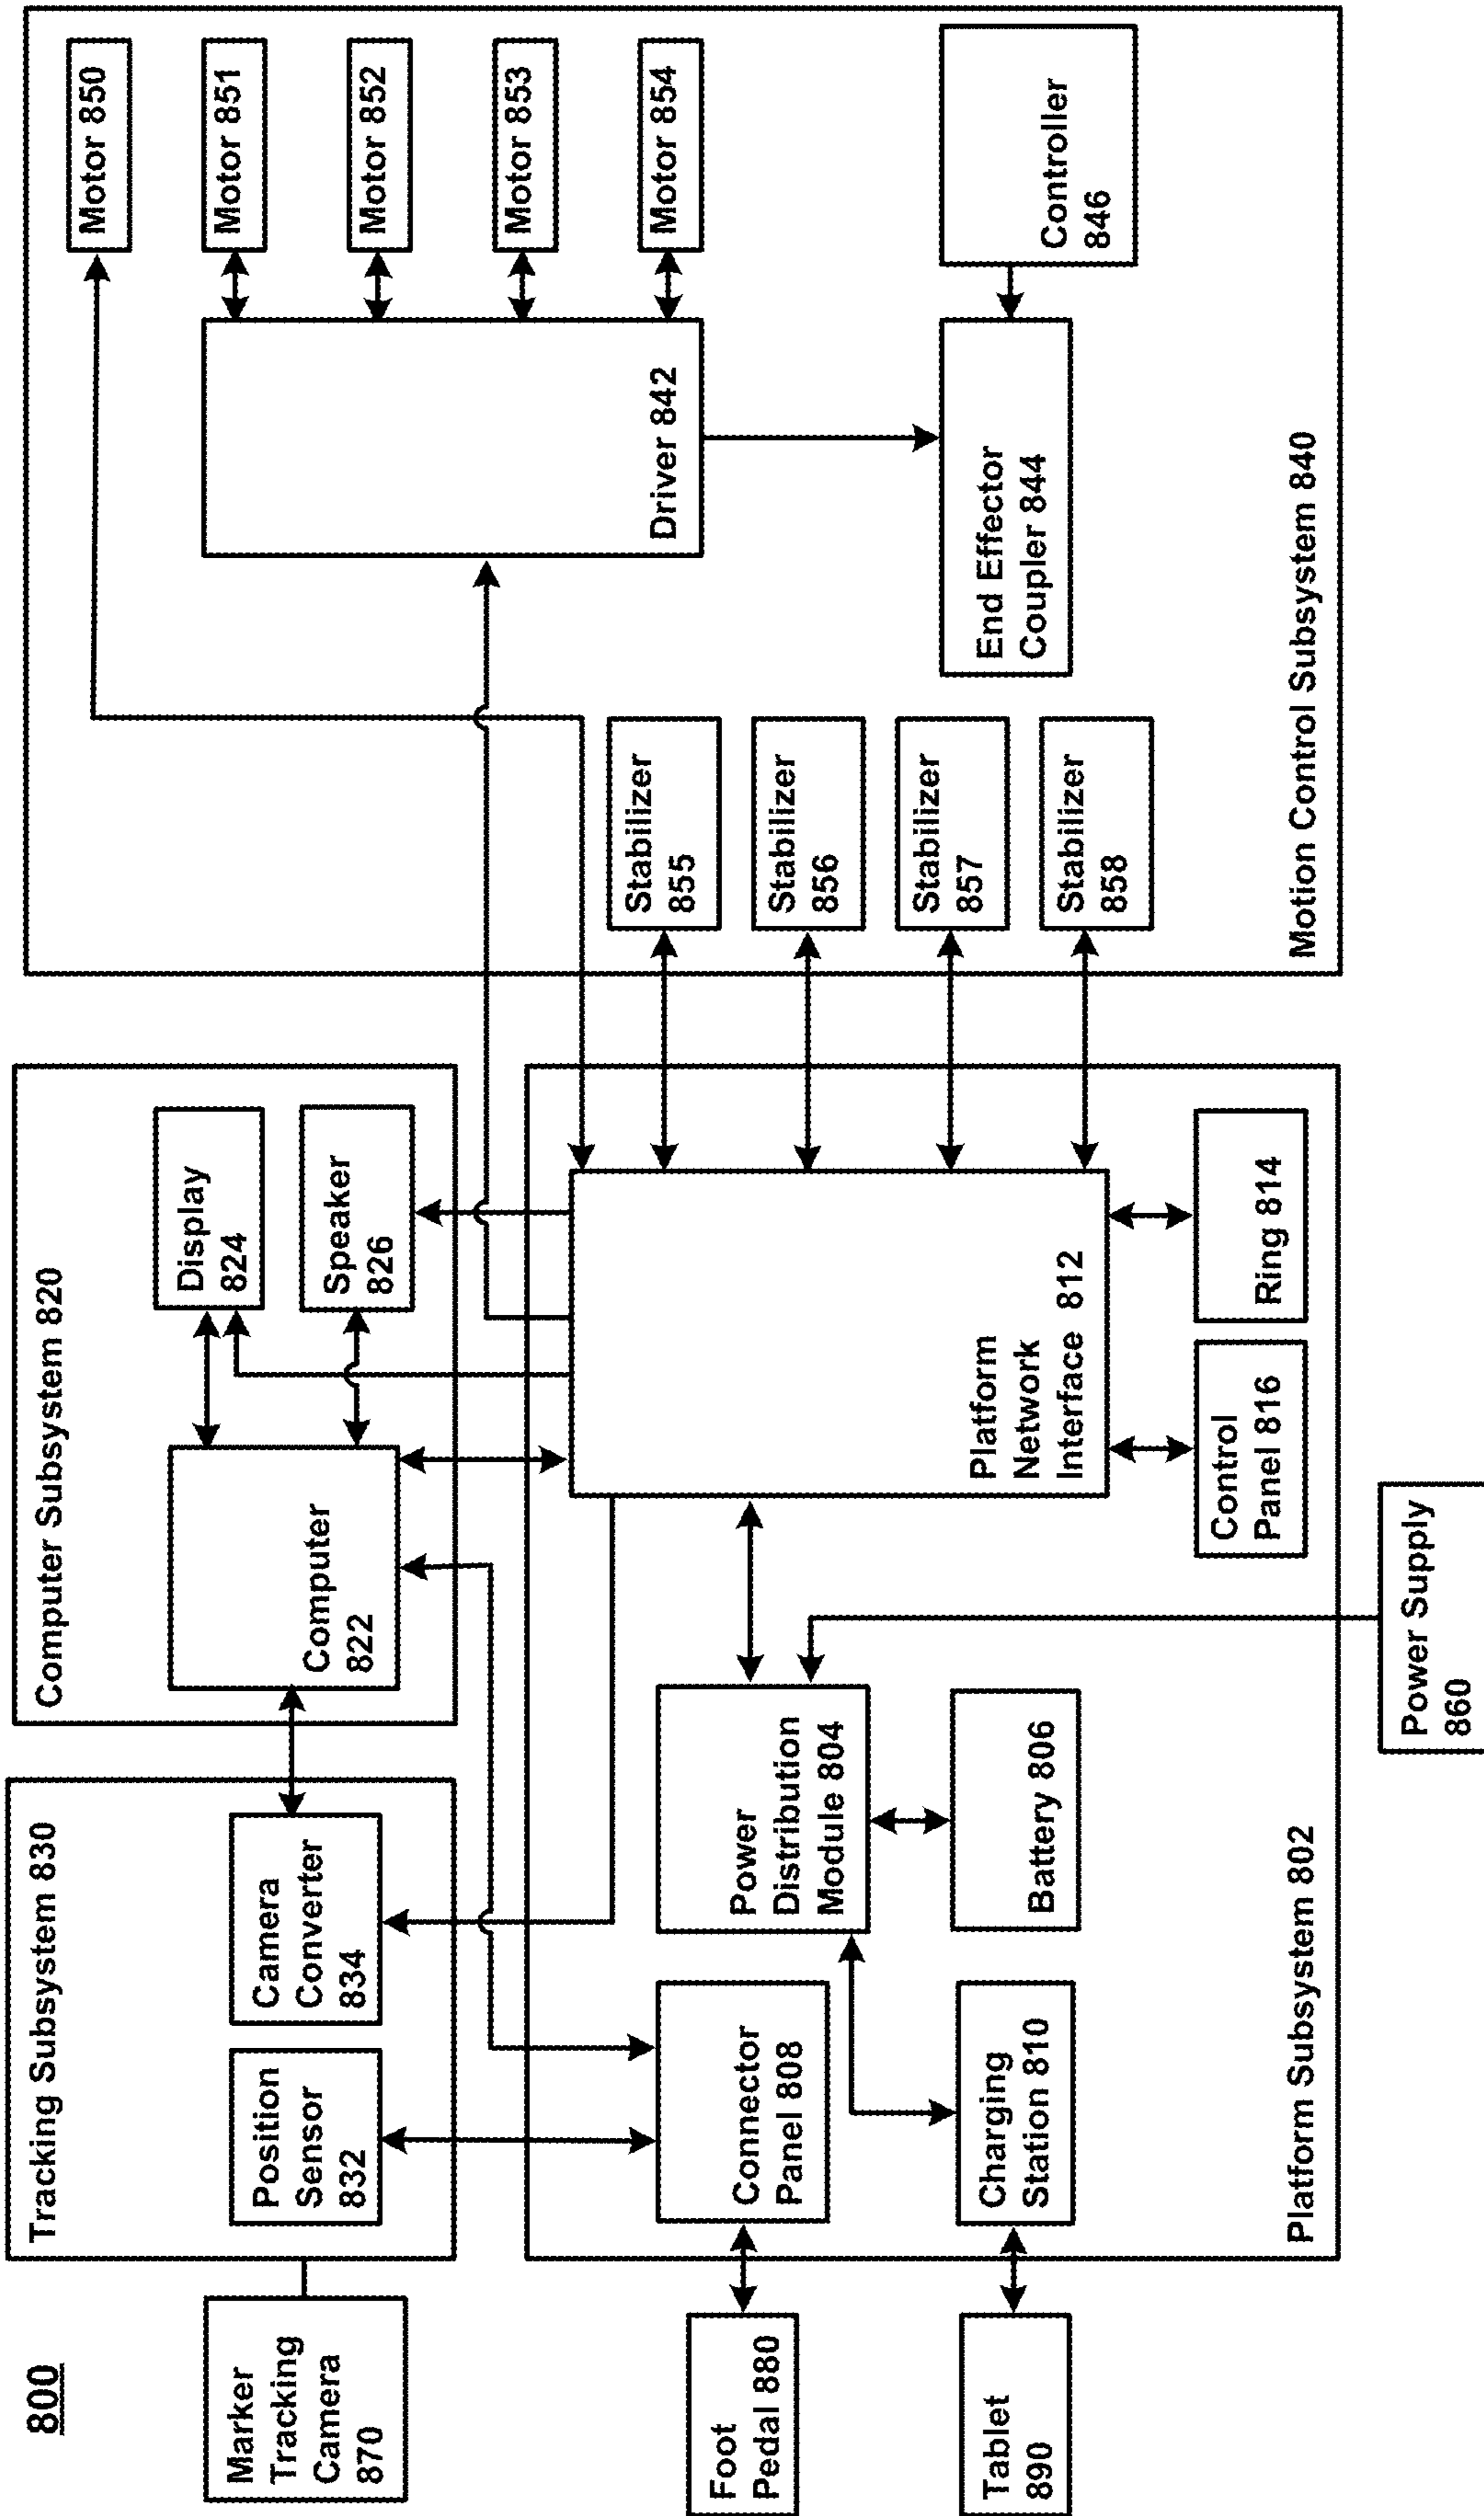 800
Marker
Tracking
Camera
870
Tracking Subsystem 830
Position
Sensor
832
Camera
Converter
834
Computer Subsystem 820
Computer
822
Display
824
Speaker
826
Foot
Pedal 880
Tablet
890
Connector
Panel 808
Charging
Station 810
Power
Distribution
Module 804
Battery 806
Platform
Network
Interface 812
Control
Panel 816
Ring 814
Platform Subsystem 802
Power Supply
860
Motor 850
Motor 851
Motor 852
Motor 853
Motor 854
Driver 842
Stabilizer
855
Stabilizer
856
Stabilizer
857
Stabilizer
858
End Effector
Coupler 844
Controller
846
Motion Control Subsystem 840